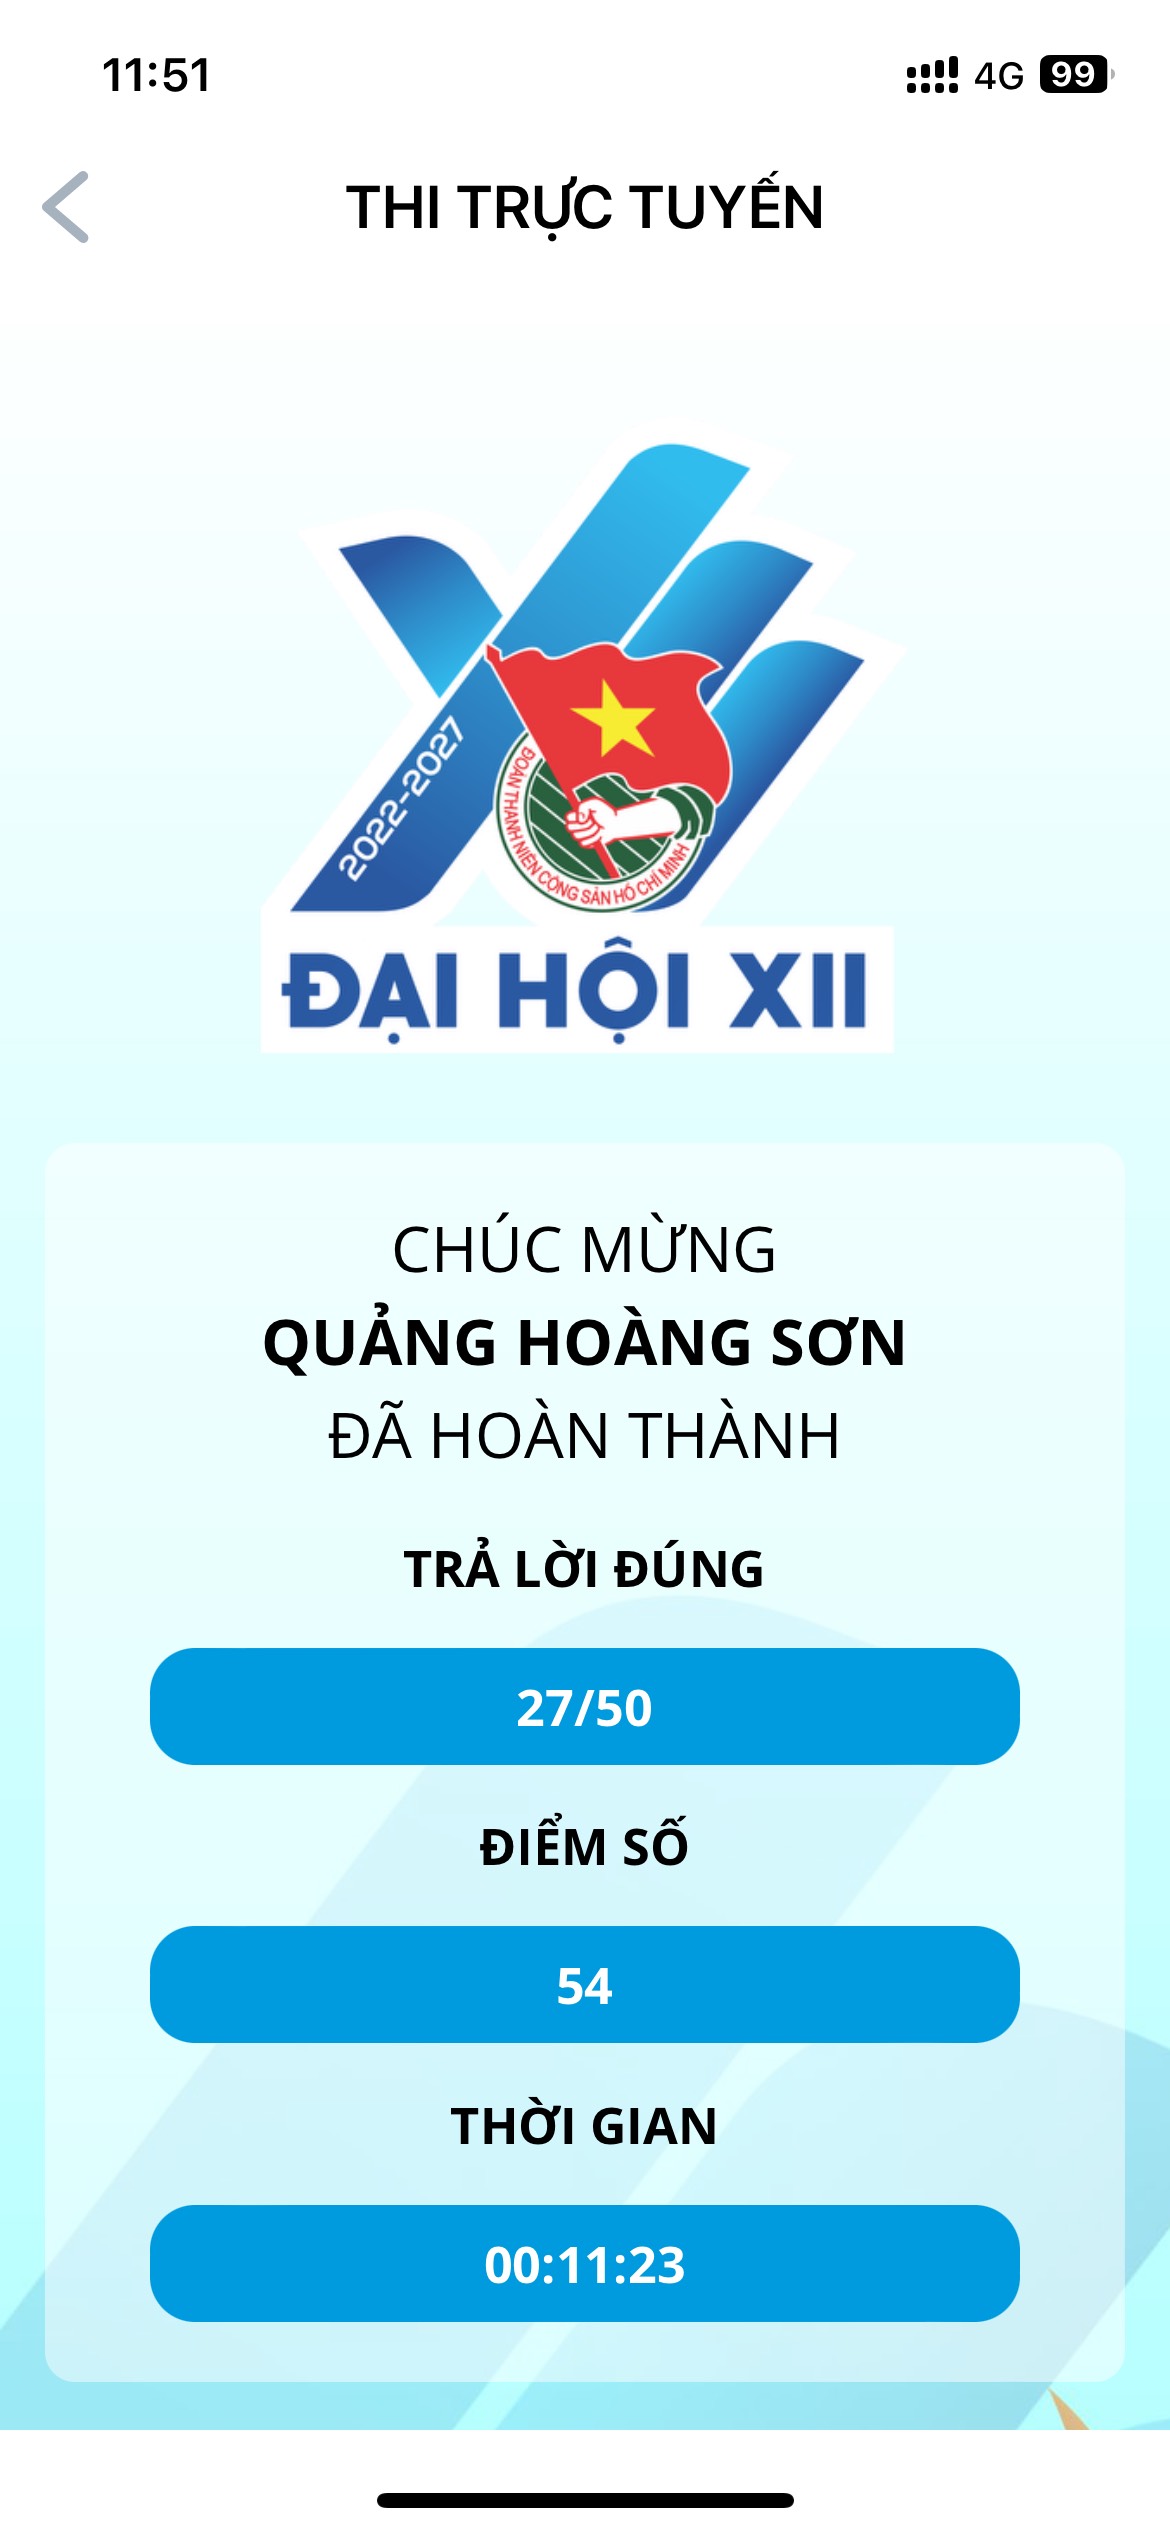 11:51
4G 99
THI TRỰC TUYẾN
2022-2027
ĐOÀN THANH NIÊN CỘNG SẢN HỒ CHÍ MINH
ĐẠI HỘI XII
CHÚC MỪNG
QUẢNG HOÀNG SƠN
ĐÃ HOÀN THÀNH
TRẢ LỜI ĐÚNG
27/50
ĐIỂM SỐ
54
THỜI GIAN
00:11:23